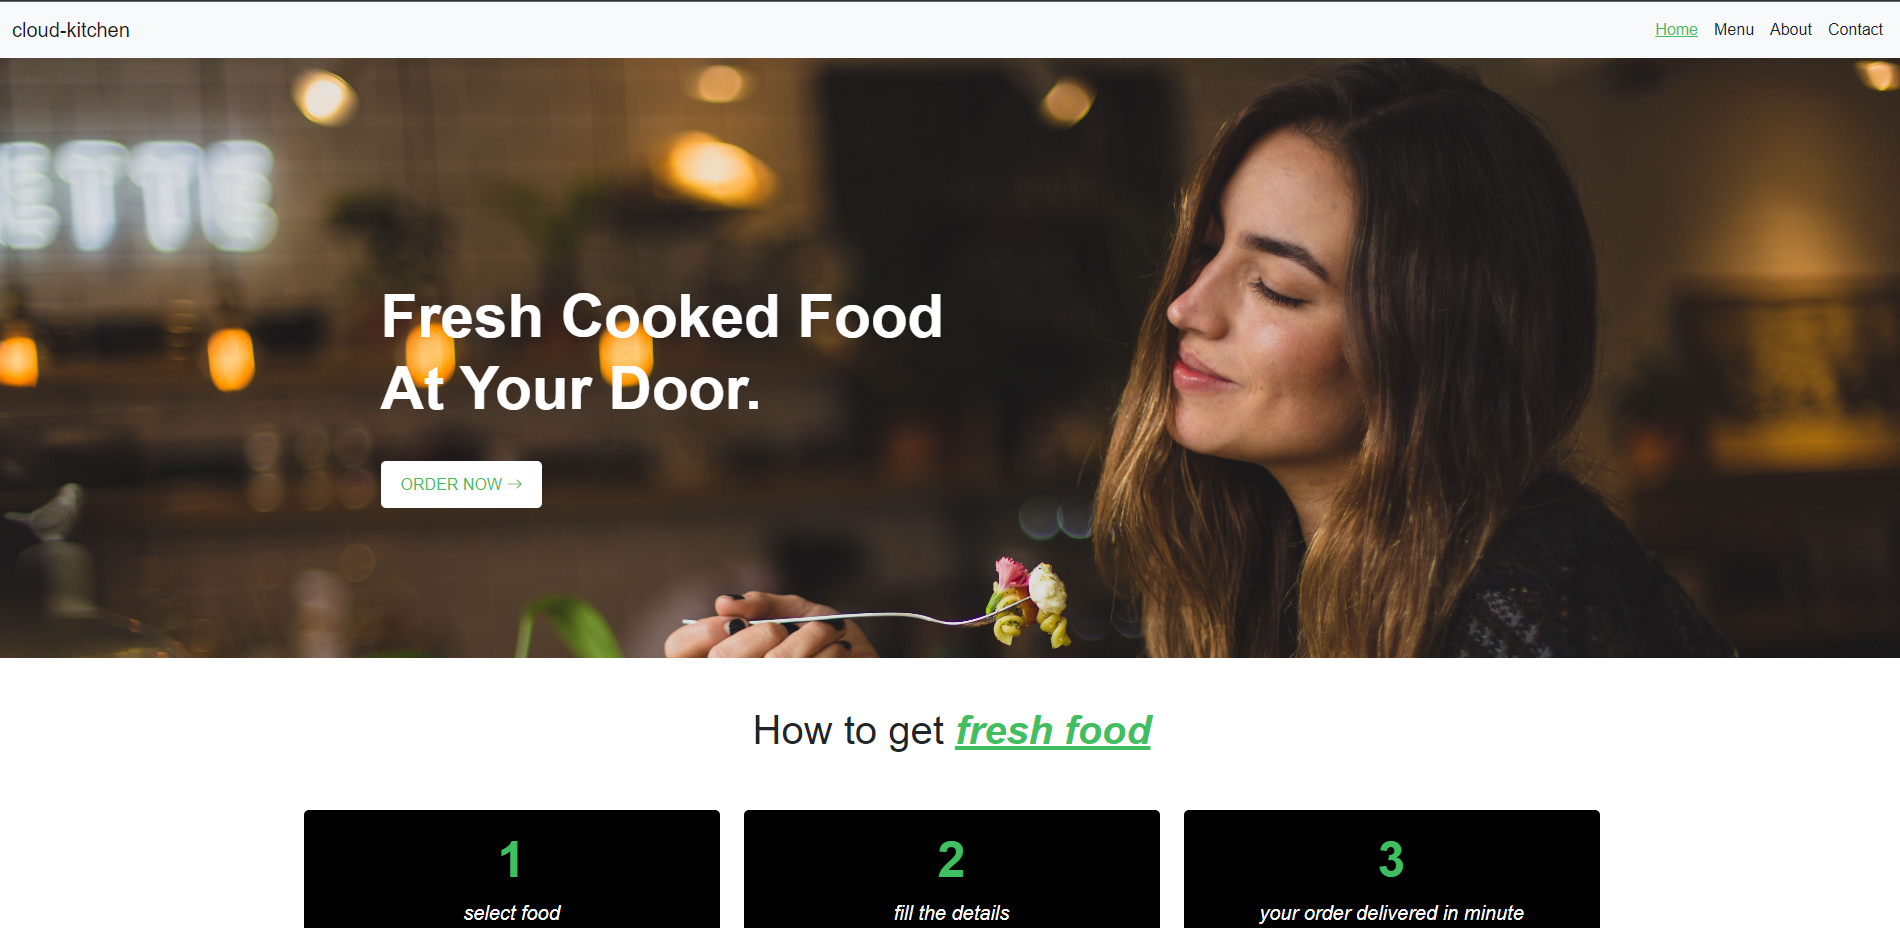 cloud-kitchen
Home Menu About Contact
ETTE
Fresh Cooked Food
At Your Door.
ORDER NOW →
How to get fresh food
1
select food
2
fill the details
3
your order delivered in minute